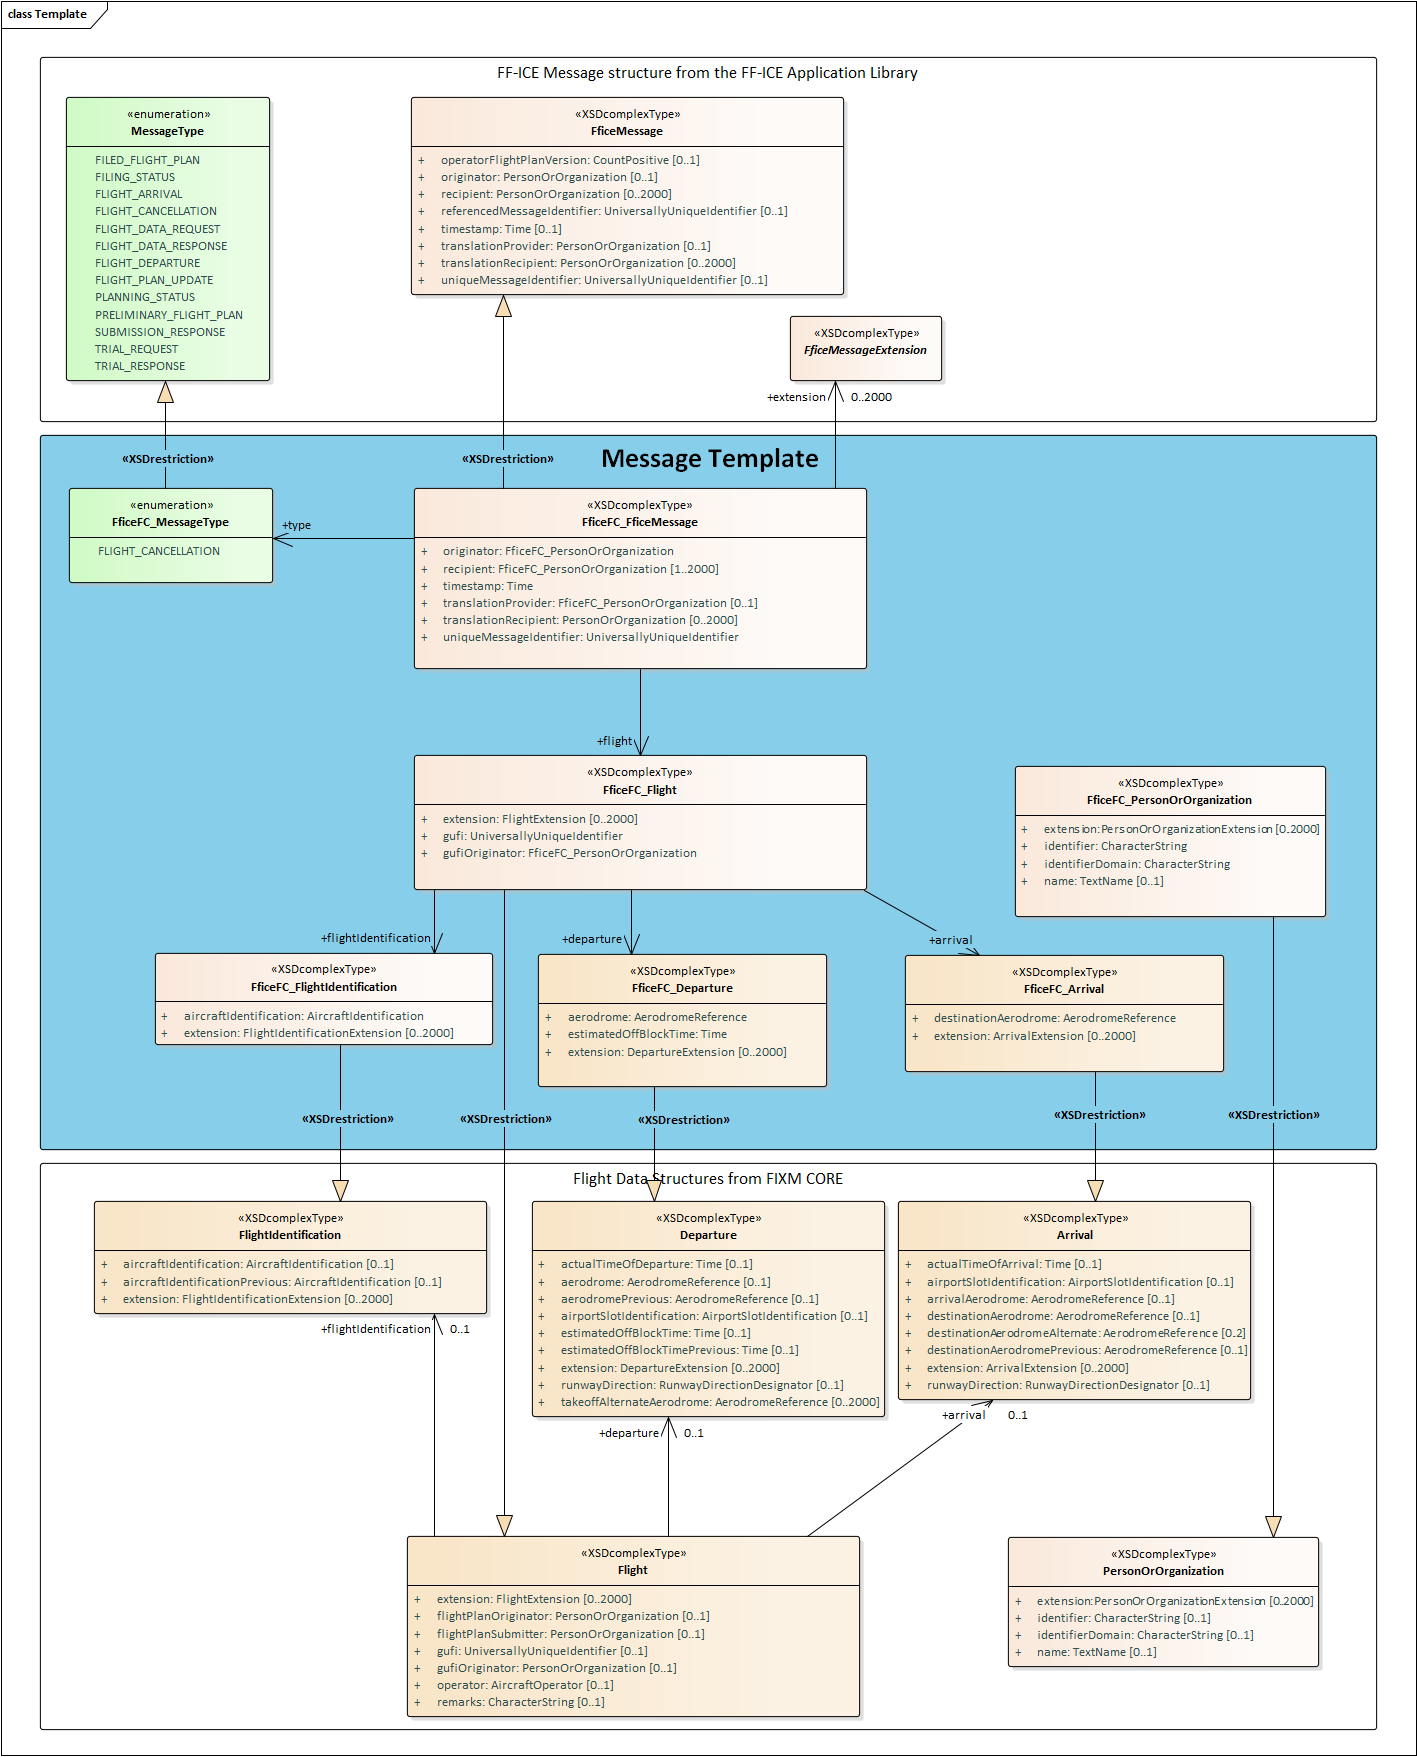 class Template
FF-ICE Message structure from the FF-ICE Application Library
«enumeration»
MessageType
FILED_FLIGHT_PLAN
FILING_STATUS
FLIGHT_ARRIVAL
FLIGHT_CANCELLATION
FLIGHT_DATA_REQUEST
FLIGHT_DATA_RESPONSE
FLIGHT_DEPARTURE
FLIGHT_PLAN_UPDATE
PLANNING_STATUS
PRELIMINARY_FLIGHT_PLAN
SUBMISSION_RESPONSE
TRIAL_REQUEST
TRIAL_RESPONSE
«XSDcomplexType»
FficeMessage
+ operatorFlightPlanVersion: CountPositive [0..1]
+ originator: PersonOrOrganization [0..1]
+ recipient: PersonOrOrganization [0..2000]
+ referencedMessageIdentifier: UniversallyUniqueIdentifier [0..1]
+ timestamp: Time [0..1]
+ translationProvider: PersonOrOrganization [0..1]
+ translationRecipient: PersonOrOrganization [0..2000]
+ uniqueMessageIdentifier: UniversallyUniqueIdentifier [0..1]
«XSDcomplexType»
FficeMessageExtension
+extension 0..2000
«XSDrestriction»
«XSDrestriction»
Message Template
«enumeration»
FficeFC_MessageType
FLIGHT_CANCELLATION
+type
«XSDcomplexType»
FficeFC_FficeMessage
+ originator: FficeFC_PersonOrOrganization
+ recipient: FficeFC_PersonOrOrganization [1..2000]
+ timestamp: Time
+ translationProvider: FficeFC_PersonOrOrganization [0..1]
+ translationRecipient: PersonOrOrganization [0..2000]
+ uniqueMessageIdentifier: UniversallyUniqueIdentifier
+flight
«XSDcomplexType»
FficeFC_Flight
+ extension: FlightExtension [0..2000]
+ gufi: UniversallyUniqueIdentifier
+ gufiOriginator: FficeFC_PersonOrOrganization
«XSDcomplexType»
FficeFC_PersonOrOrganization
+ extension:PersonOrOrganizationExtension [0.2000]
+ identifier: CharacterString
+ identifierDomain: CharacterString
+ name: TextName [0..1]
+flightIdentification
+departure
+arrival
«XSDcomplexType»
FficeFC_FlightIdentification
+ aircraftIdentification: AircraftIdentification
+ extension: FlightIdentificationExtension [0..2000]
«XSDcomplexType»
FficeFC_Departure
+ aerodrome: AerodromeReference
+ estimatedOffBlockTime: Time
+ extension: DepartureExtension [0..2000]
«XSDcomplexType»
FficeFC_Arrival
+ destinationAerodrome: AerodromeReference
+ extension: ArrivalExtension [0..2000]
«XSDrestriction»
«XSDrestriction»
«XSDrestriction»
«XSDrestriction»
«XSDrestriction»
Flight Data Structures from FIXM CORE
«XSDcomplexType»
FlightIdentification
+ aircraftIdentification: AircraftIdentification [0..1]
+ aircraftIdentificationPrevious: AircraftIdentification [0..1]
+ extension: FlightIdentificationExtension [0..2000]
+flightIdentification 0..1
«XSDcomplexType»
Departure
+ actualTimeOfDeparture: Time [0..1]
+ aerodrome: AerodromeReference [0..1]
+ aerodromePrevious: AerodromeReference [0..1]
+ airportSlotIdentification: AirportSlotIdentification [0..1]
+ estimatedOffBlockTime: Time [0..1]
+ estimatedOffBlockTimePrevious: Time [0..1]
+ extension: DepartureExtension [0..2000]
+ runwayDirection: RunwayDirectionDesignator [0..1]
+ takeoffAlternateAerodrome: AerodromeReference [0..2000]
+departure 0..1
«XSDcomplexType»
Arrival
+ actualTimeOfArrival: Time [0..1]
+ airportSlotIdentification: AirportSlotIdentification [0..1]
+ arrivalAerodrome: AerodromeReference [0..1]
+ destinationAerodrome: AerodromeReference [0..1]
+ destinationAerodromeAlternate: AerodromeReference [0.2]
+ destinationAerodromePrevious: AerodromeReference [0..1]
+ extension: ArrivalExtension [0..2000]
+ runwayDirection: RunwayDirectionDesignator [0..1]
+arrival 0..1
«XSDcomplexType»
Flight
+ extension: FlightExtension [0..2000]
+ flightPlanOriginator: PersonOrOrganization [0..1]
+ flightPlanSubmitter: PersonOrOrganization [0..1]
+ gufi: UniversallyUniqueIdentifier [0..1]
+ gufiOriginator: PersonOrOrganization [0..1]
+ operator: AircraftOperator [0..1]
+ remarks: CharacterString [0..1]
«XSDcomplexType»
PersonOrOrganization
+ extension:PersonOrOrganizationExtension [0.2000]
+ identifier: CharacterString [0..1]
+ identifierDomain: CharacterString [0..1]
+ name: TextName [0..1]